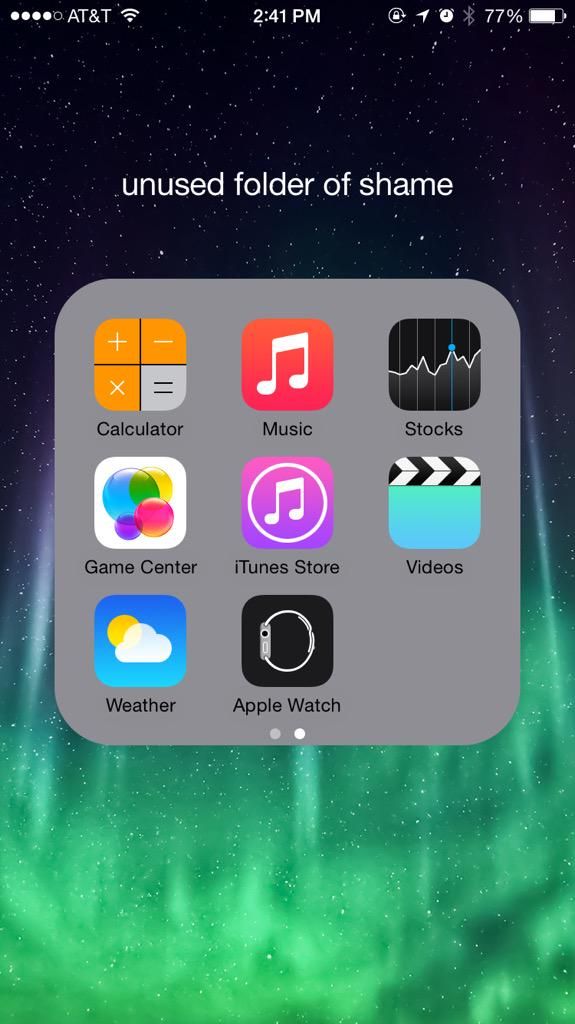 AT&T 2:41 PM 77%
unused folder of shame
Calculator Music Stocks
Game Center iTunes Store Videos
Weather Apple Watch